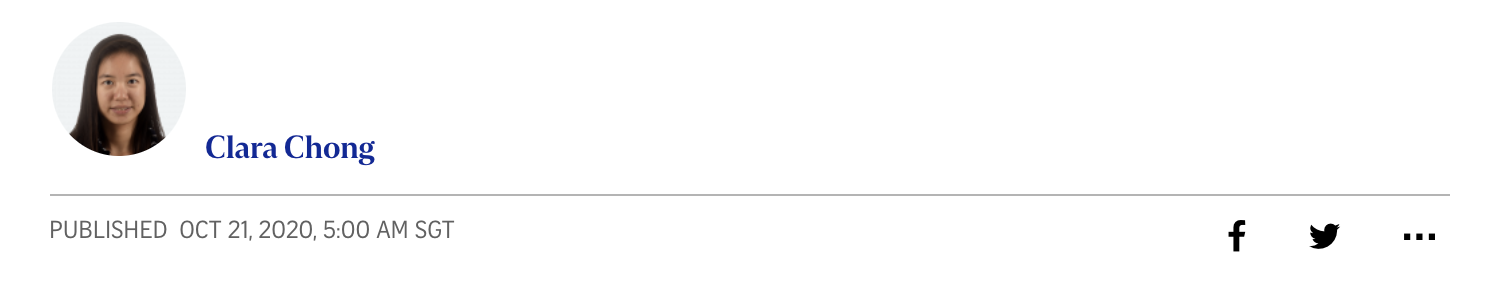 Clara Chong
PUBLISHED OCT 21, 2020, 5:00 AM SGT